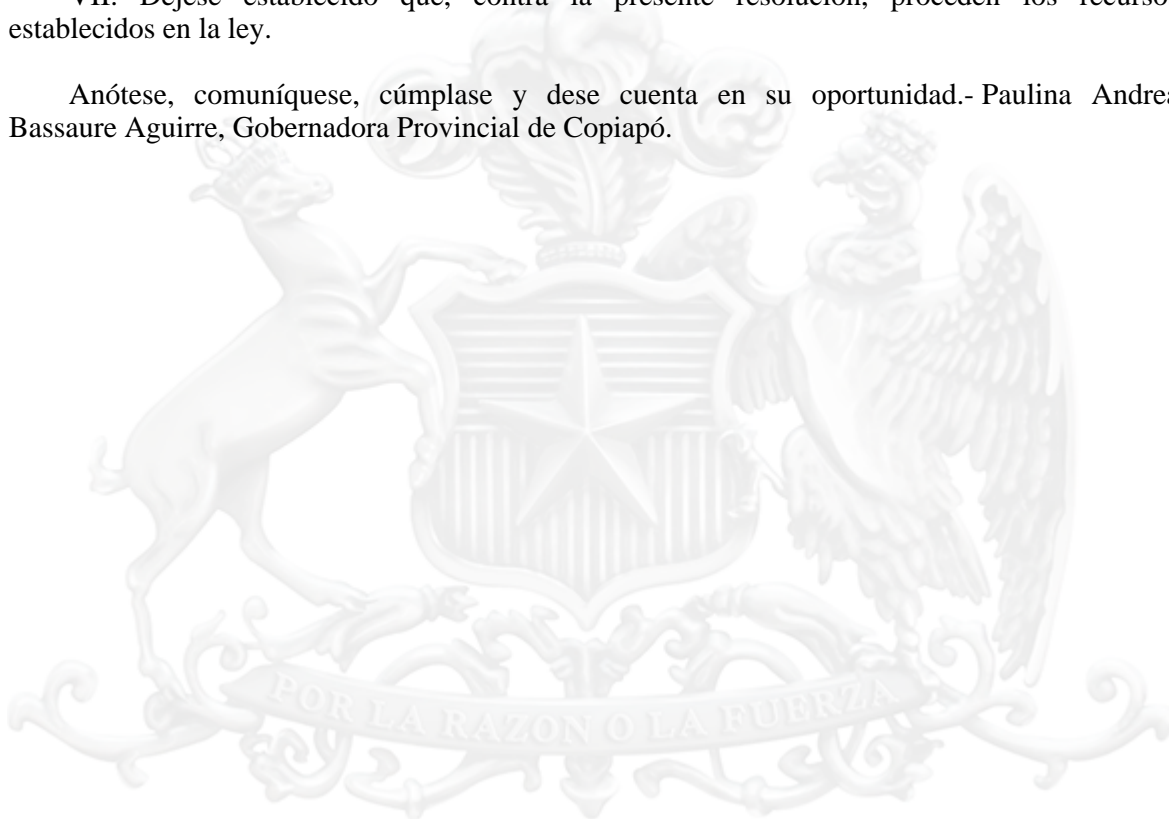 VII. Déjese establecido que, contra la presente resolución, proceden los recurso
establecidos en la ley.
Anótese, comuníquese, cúmplase y dese cuenta en su oportunidad.- Paulina Andrea
Bassaure Aguirre, Gobernadora Provincial de Copiapó.
POR LA RAZON O LA FUERZA